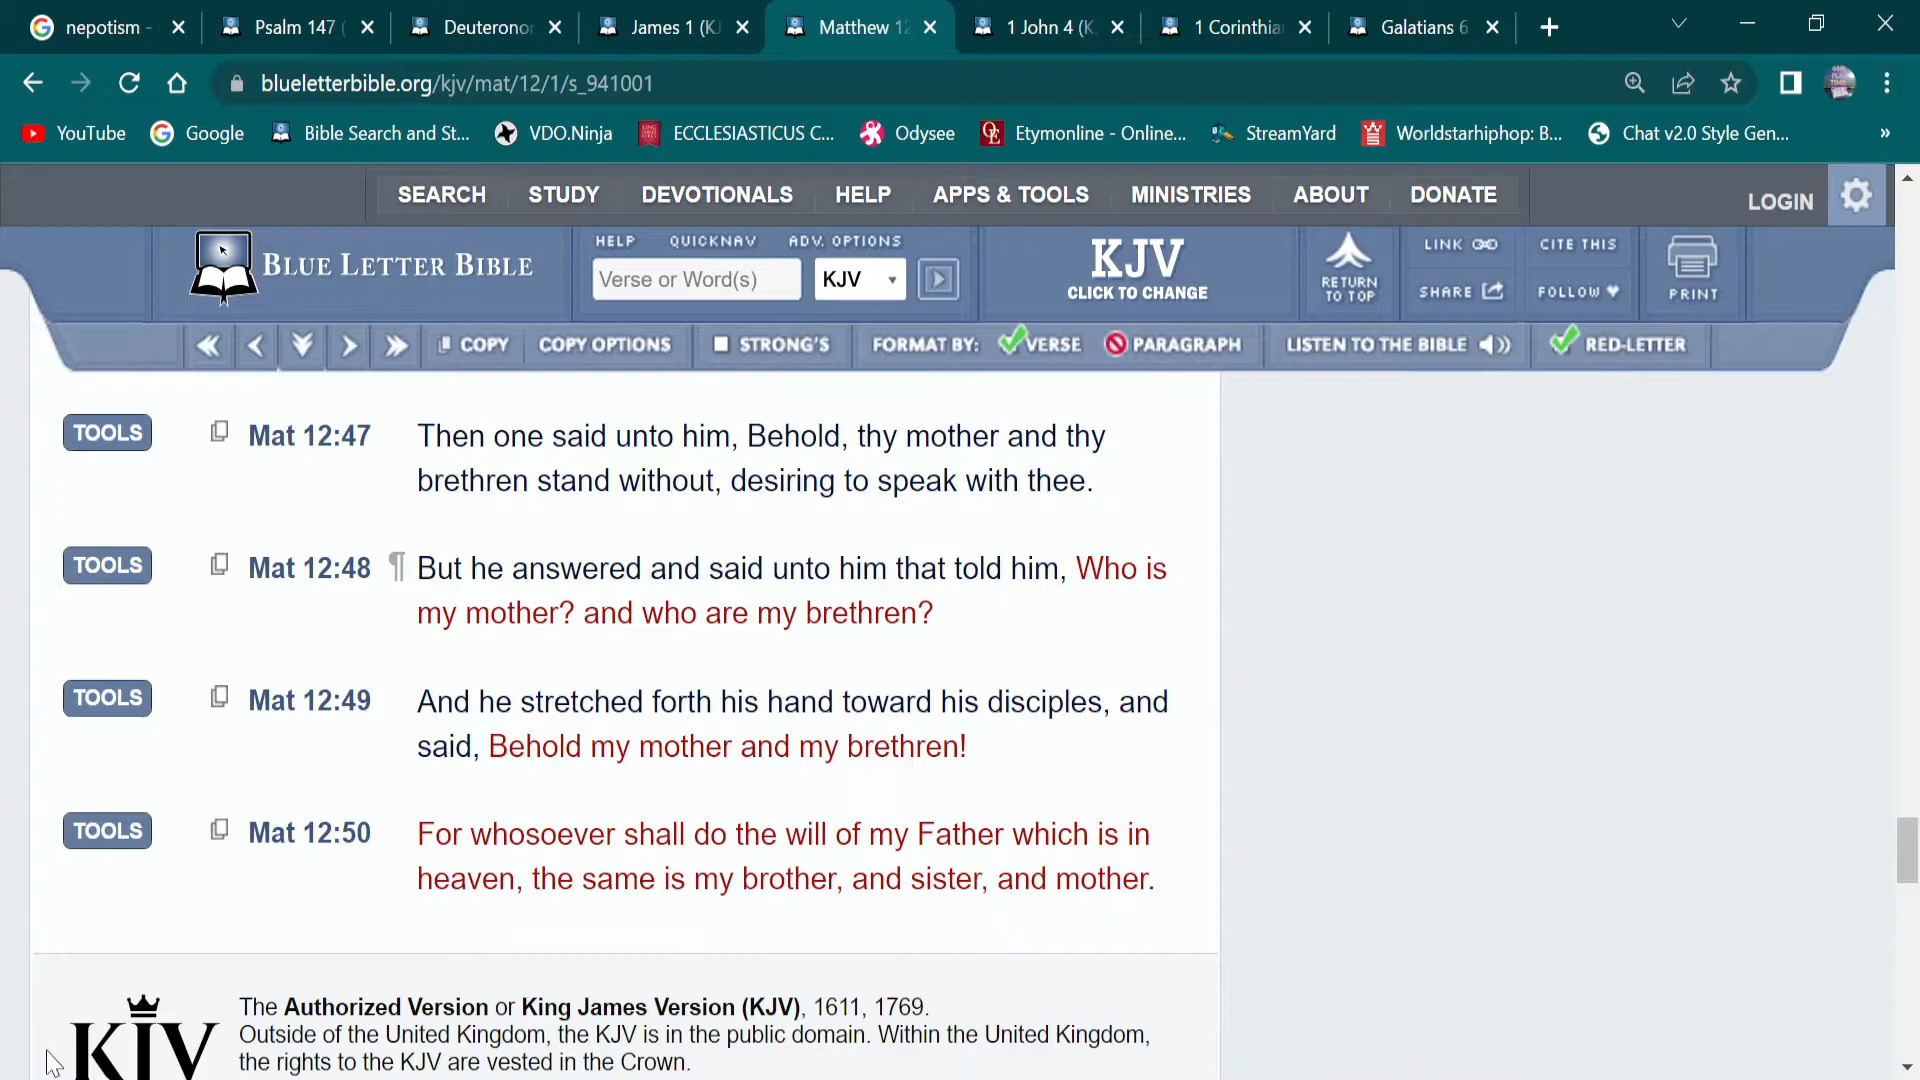 nepotism - Psalm 147 ( Deuterono James 1 (KJ Matthew 12 1 John 4 (K. 1 Corinthia Galatians 6
blueletterbible.org/kjv/mat/12/1/s_941001
YouTube Google Bible Search and St... VDO.Ninja ECCLESIASTICUS C... Odysee Etymonline - Online... StreamYard Worldstarhiphop: B... Chat v2.0 Style Gen... »
SEARCH STUDY DEVOTIONALS HELP APPS & TOOLS MINISTRIES ABOUT DONATE LOGIN
HELP QUICKNAV ADV. OPTIONS
BLUE LETTER BIBLE
Verse or Word(s) KJV
KJV
CLICK TO CHANGE
RETURN
TO TOP
LINK CITE THIS
SHARE FOLLOW
PRINT
COPY COPY OPTIONS STRONG'S FORMAT BY: VERSE PARAGRAPH LISTEN TO THE BIBLE RED-LETTER
TOOLS Mat 12:47 Then one said unto him, Behold, thy mother and thy
brethren stand without, desiring to speak with thee.
TOOLS Mat 12:48 ¶ But he answered and said unto him that told him, Who is
my mother? and who are my brethren?
TOOLS Mat 12:49 And he stretched forth his hand toward his disciples, and
said, Behold my mother and my brethren!
TOOLS Mat 12:50 For whosoever shall do the will of my Father which is in
heaven, the same is my brother, and sister, and mother.
KJV
The Authorized Version or King James Version (KJV), 1611, 1769.
Outside of the United Kingdom, the KJV is in the public domain. Within the United Kingdom,
the rights to the KJV are vested in the Crown.